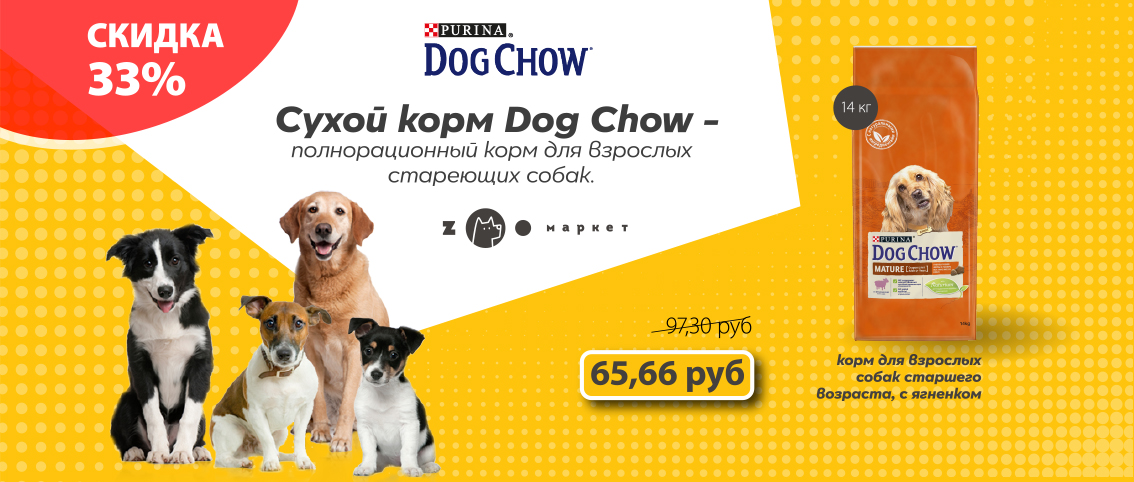 СКИДКА
33%
PURINA®
DOG CHOW®
Сухой корм Dog Chow -
полнорационный корм для взрослых
стареющих собак.
Z маркет
97,30 руб
65,66 руб
14 кг
PURINA
DOG CHOW
MATURE
14kg
корм для взрослых
собак старшего
возраста, с ягненком